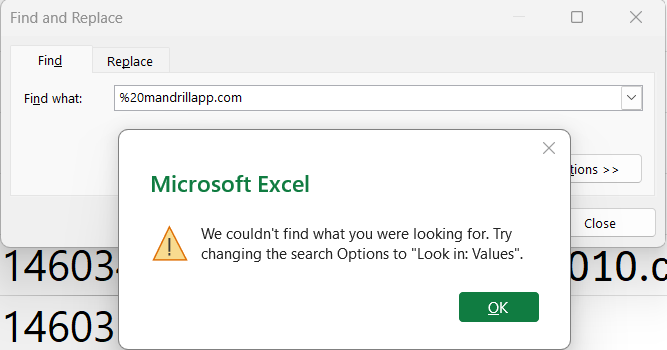 Find and Replace
Find
Replace
Find what:
%20mandrillapp.com
Microsoft Excel
tions >>
We couldn't find what you were looking for. Try
changing the search Options to "Look in: Values".
Close
14603
010.c
OK
14603